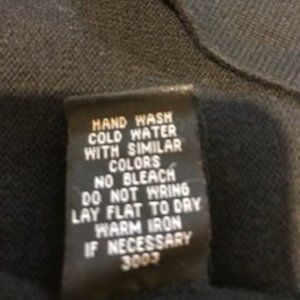 HAND WASH
COLD WATER
WITH SIMILAR
COLORS
NO BLEACH
DO NOT WRING
LAY FLAT TO DRY
WARM IRON
IF NECESSARY
3003